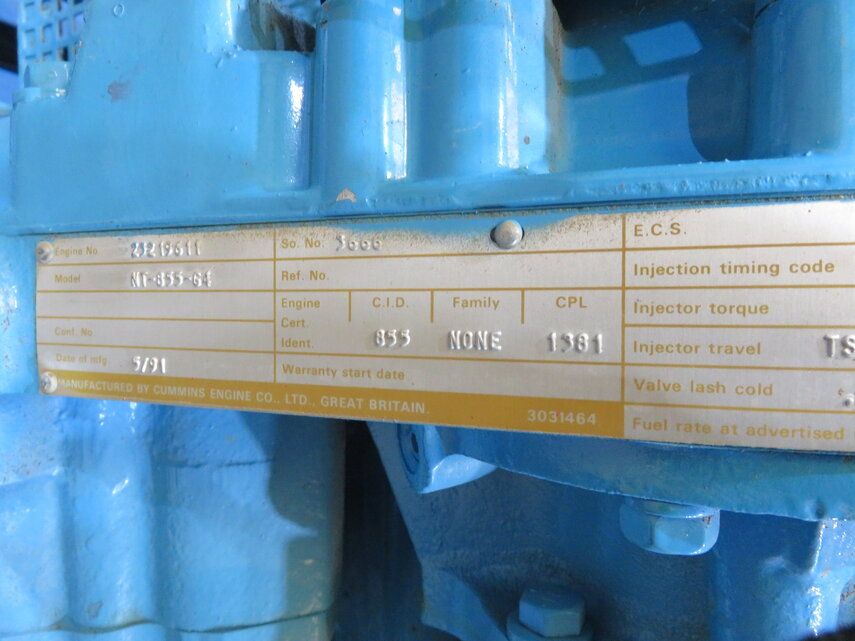 Engine No. 25219611
Model NT-855-G4
Conf. No
Date of mfg. 5/91
So. No. 3666
Ref. No.
Engine Cert. Ident.
C.I.D. Family CPL
855 NONE 1381
Warranty start date
E.C.S.
Injection timing code
Injector torque
Injector travel TS
Valve lash cold
Fuel rate at advertised
MANUFACTURED BY CUMMINS ENGINE CO., LTD., GREAT BRITAIN.
3031464